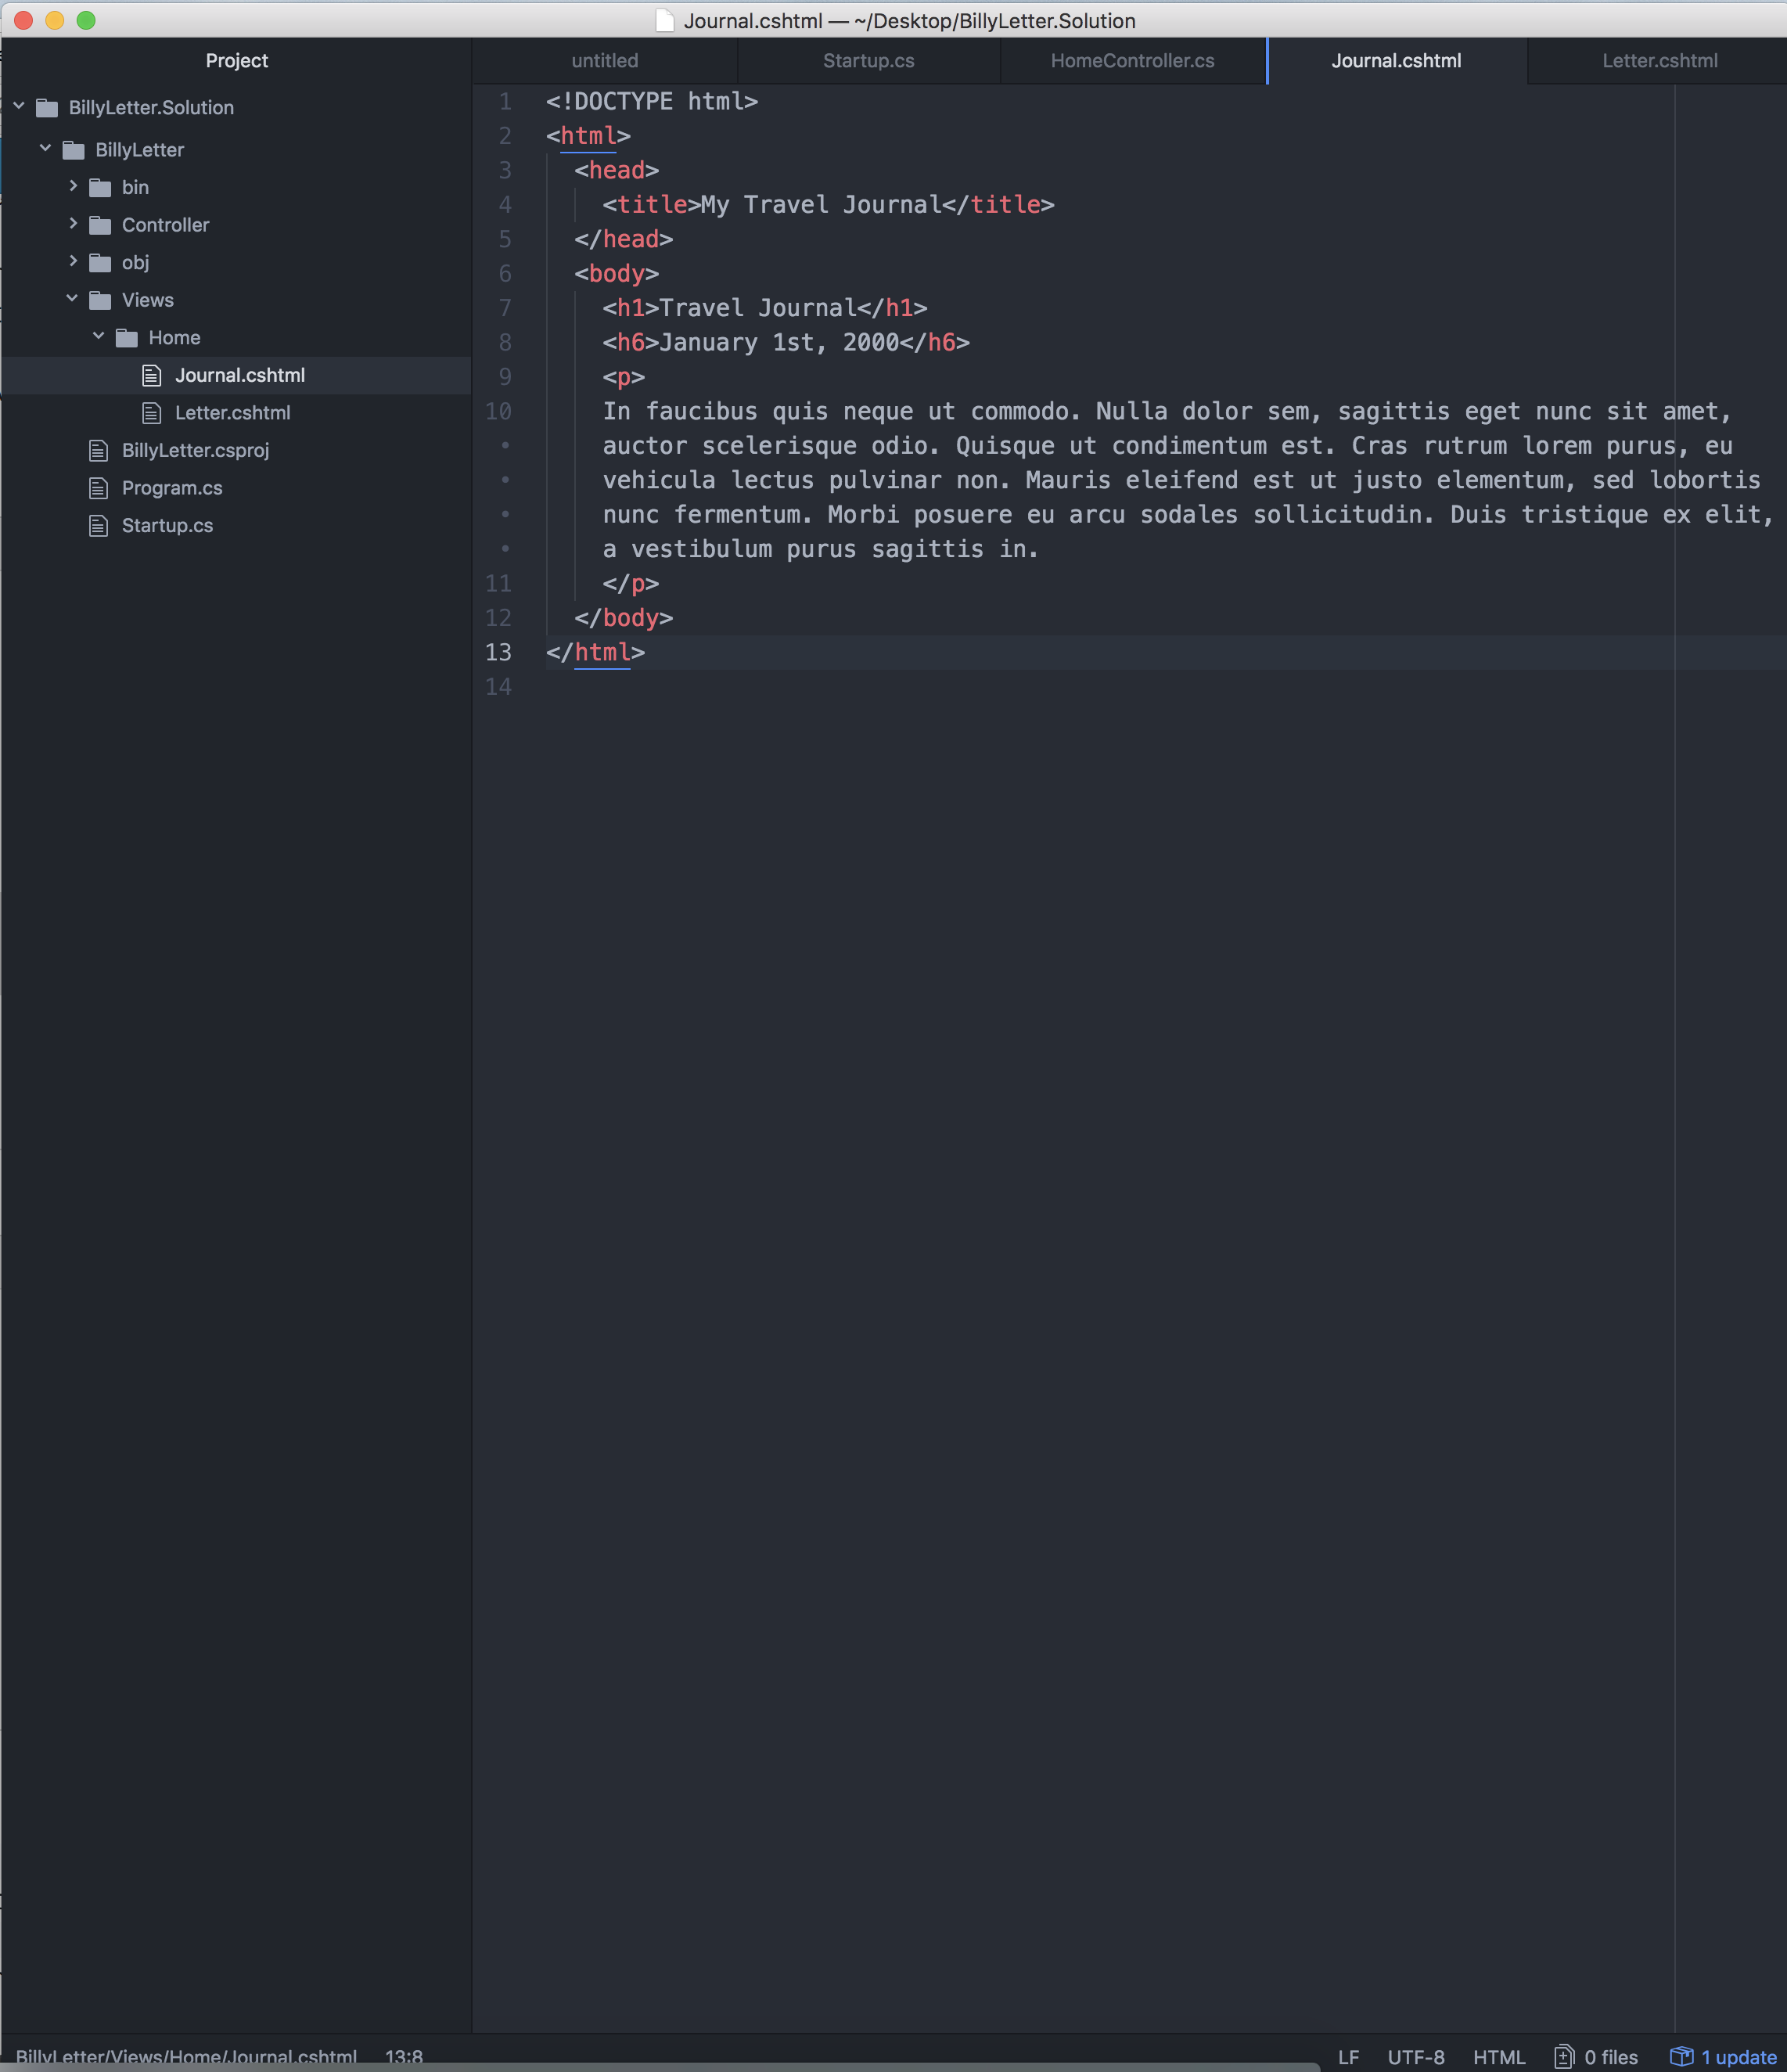 Journal.cshtml — ~/Desktop/BillyLetter.Solution
Project
untitled
Startup.cs
HomeController.cs
Journal.cshtml
Letter.cshtml
BillyLetter.Solution
BillyLetter
bin
Controller
obj
Views
Home
Journal.cshtml
Letter.cshtml
BillyLetter.csproj
Program.cs
Startup.cs
1 <!DOCTYPE html>
2 <html>
3 <head>
4 <title>My Travel Journal</title>
5 </head>
6 <body>
7 <h1>Travel Journal</h1>
8 <h6>January 1st, 2000</h6>
9 <p>
10 In faucibus quis neque ut commodo. Nulla dolor sem, sagittis eget nunc sit amet,
• auctor scelerisque odio. Quisque ut condimentum est. Cras rutrum lorem purus, eu
• vehicula lectus pulvinar non. Mauris eleifend est ut justo elementum, sed lobortis
• nunc fermentum. Morbi posuere eu arcu sodales sollicitudin. Duis tristique ex elit,
• a vestibulum purus sagittis in.
11 </p>
12 </body>
13 </html>
14
BillyLetter/Views/Home/Journal.cshtml 13:8
LF UTF-8 HTML 0 files 1 update